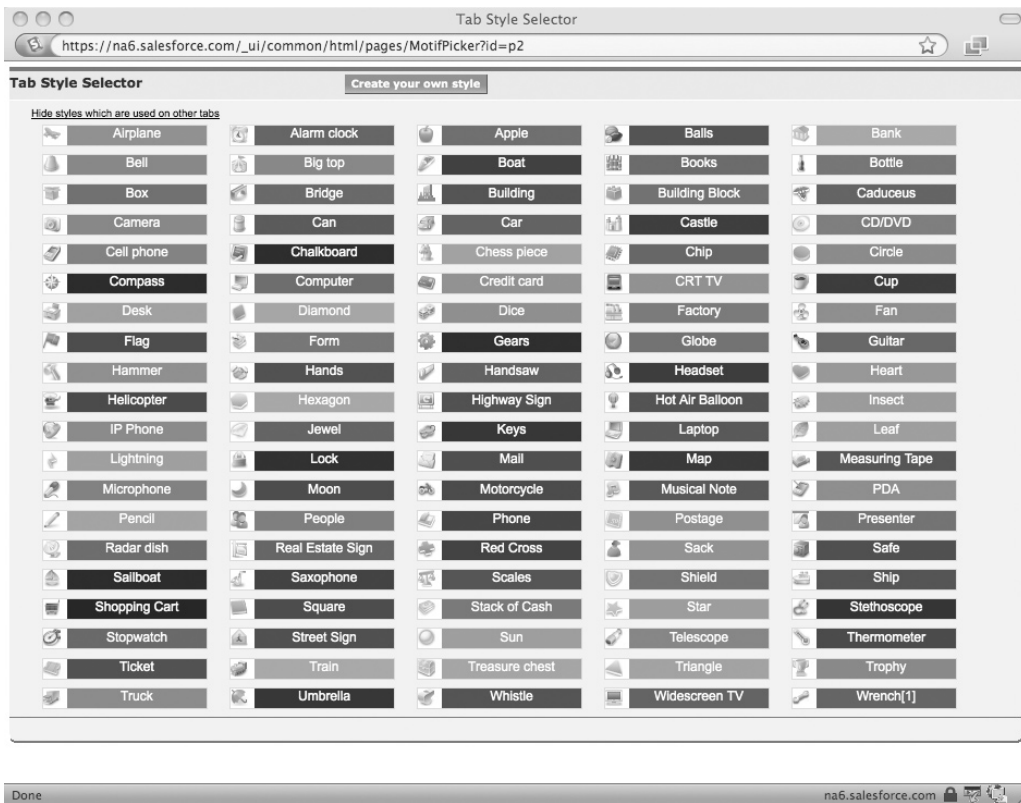 Tab Style Selector
https://na6.salesforce.com/_ui/common/html/pages/MotifPicker?id=p2
Tab Style Selector Create your own style
Hide styles which are used on other tabs
Airplane Alarm clock Apple Balls Bank
Bell Big top Boat Books Bottle
Box Bridge Building Building Block Caduceus
Camera Can Car Castle CD/DVD
Cell phone Chalkboard Chess piece Chip Circle
Compass Computer Credit card CRT TV Cup
Desk Diamond Dice Factory Fan
Flag Form Gears Globe Guitar
Hammer Hands Handsaw Headset Heart
Helicopter Hexagon Highway Sign Hot Air Balloon Insect
IP Phone Jewel Keys Laptop Leaf
Lightning Lock Mail Map Measuring Tape
Microphone Moon Motorcycle Musical Note PDA
Pencil People Phone Postage Presenter
Radar dish Real Estate Sign Red Cross Sack Safe
Sailboat Saxophone Scales Shield Ship
Shopping Cart Square Stack of Cash Star Stethoscope
Stopwatch Street Sign Sun Telescope Thermometer
Ticket Train Treasure chest Triangle Trophy
Truck Umbrella Whistle Widescreen TV Wrench[1]
Done na6.salesforce.com